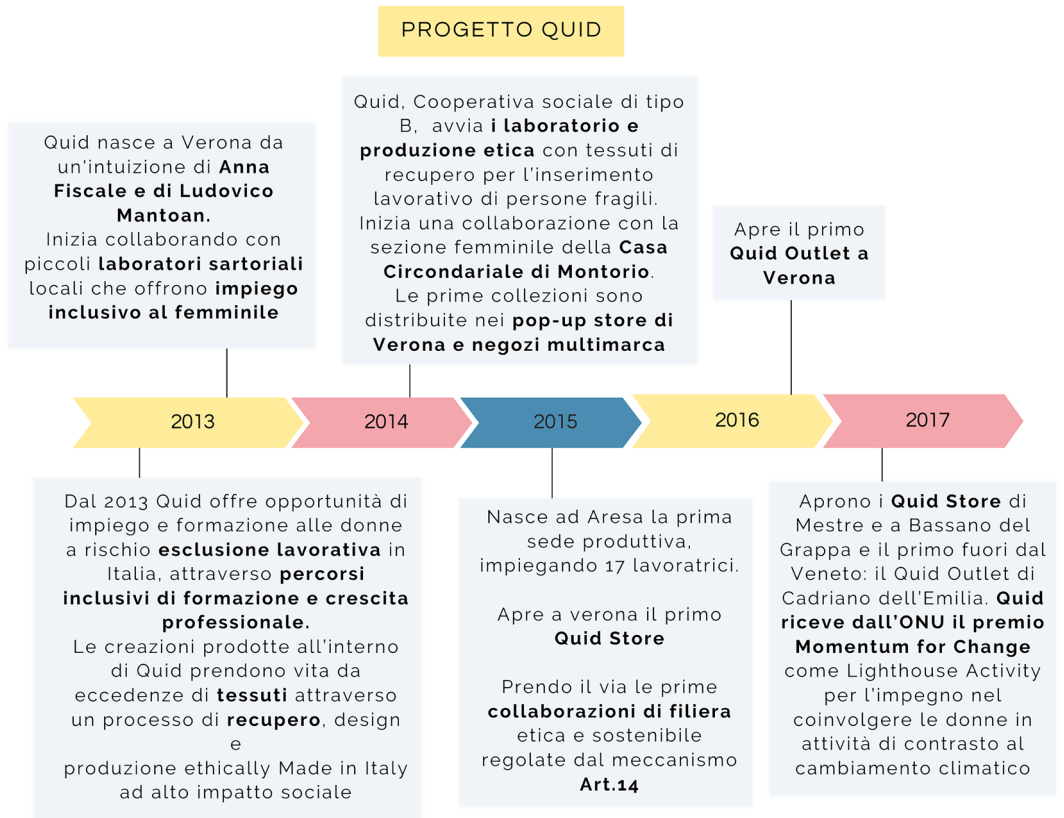 PROGETTO QUID
Quid nasce a Verona da
un'intuizione di Anna
Fiscale e di Ludovico
Mantoan.
Inizia collaborando con
piccoli laboratori sartoriali
locali che offrono impiego
inclusivo al femminile
Quid, Cooperativa sociale di tipo
B, avvia i laboratorio e
produzione etica con tessuti di
recupero per l'inserimento
lavorativo di persone fragili.
Inizia una collaborazione con la
sezione femminile della Casa
Circondariale di Montorio.
Le prime collezioni sono
distribuite nei pop-up store di
Verona e negozi multimarca
Apre il primo
Quid Outlet a
Verona
2013
2014
2015
2016
2017
Dal 2013 Quid offre opportunità di
impiego e formazione alle donne
a rischio esclusione lavorativa in
Italia, attraverso percorsi
inclusivi di formazione e crescita
professionale.
Le creazioni prodotte all'interno
di Quid prendono vita da
eccedenze di tessuti attraverso
un processo di recupero, design
e
produzione ethically Made in Italy
ad alto impatto sociale
Nasce ad Aresa la prima
sede produttiva,
impiegando 17 lavoratrici.
Apre a verona il primo
Quid Store
Prendo il via le prime
collaborazioni di filiera
etica e sostenibile
regolate dal meccanismo
Art.14
Aprono i Quid Store di
Mestre e a Bassano del
Grappa e il primo fuori dal
Veneto: il Quid Outlet di
Cadriano dell'Emilia. Quid
riceve dall'ONU il premio
Momentum for Change
come Lighthouse Activity
per l'impegno nel
coinvolgere le donne in
attività di contrasto al
cambiamento climatico